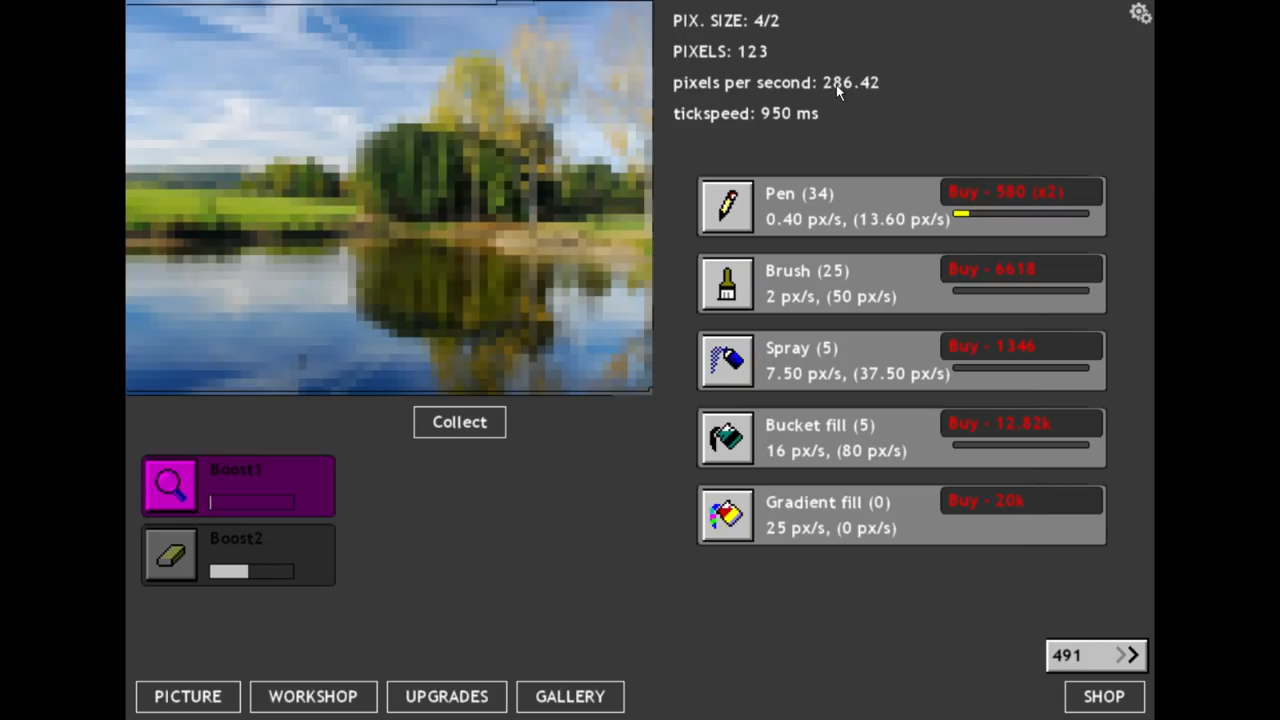 PIX. SIZE: 4/2
PIXELS: 123
pixels per second: 286.42
tickspeed: 950 ms
Pen (34)
Buy - 580 (x2)
0.40 px/s, (13.60 px/s)
Brush (25)
Buy - 6618
2 px/s, (50 px/s)
Spray (5)
Buy - 1346
7.50 px/s, (37.50 px/s)
Bucket fill (5)
Buy - 12.82k
16 px/s, (80 px/s)
Gradient fill (0)
Buy - 20k
25 px/s, (0 px/s)
Collect
Boost1
Boost2
491
PICTURE
WORKSHOP
UPGRADES
GALLERY
SHOP